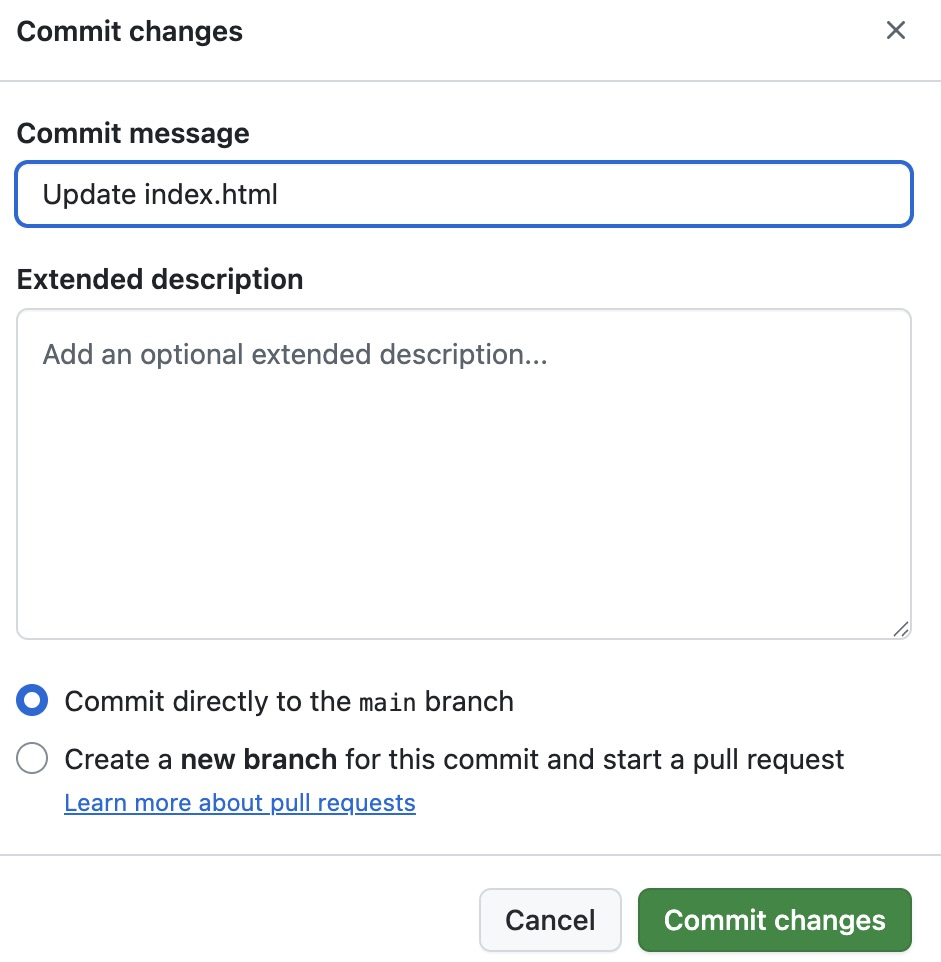 Commit changes
Commit message
Update index.html
Extended description
Add an optional extended description...
Commit directly to the main branch
Create a new branch for this commit and start a pull request
Learn more about pull requests
Cancel
Commit changes